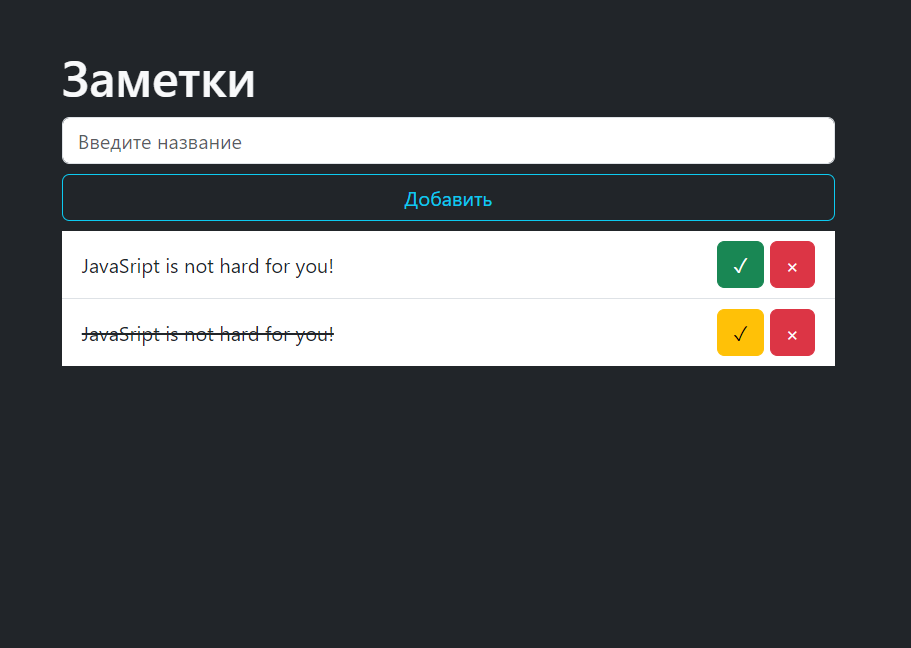 Заметки
Введите название
Добавить
JavaSript is not hard for you! ✓ ×
JavaSript is not hard for you! ✓ ×